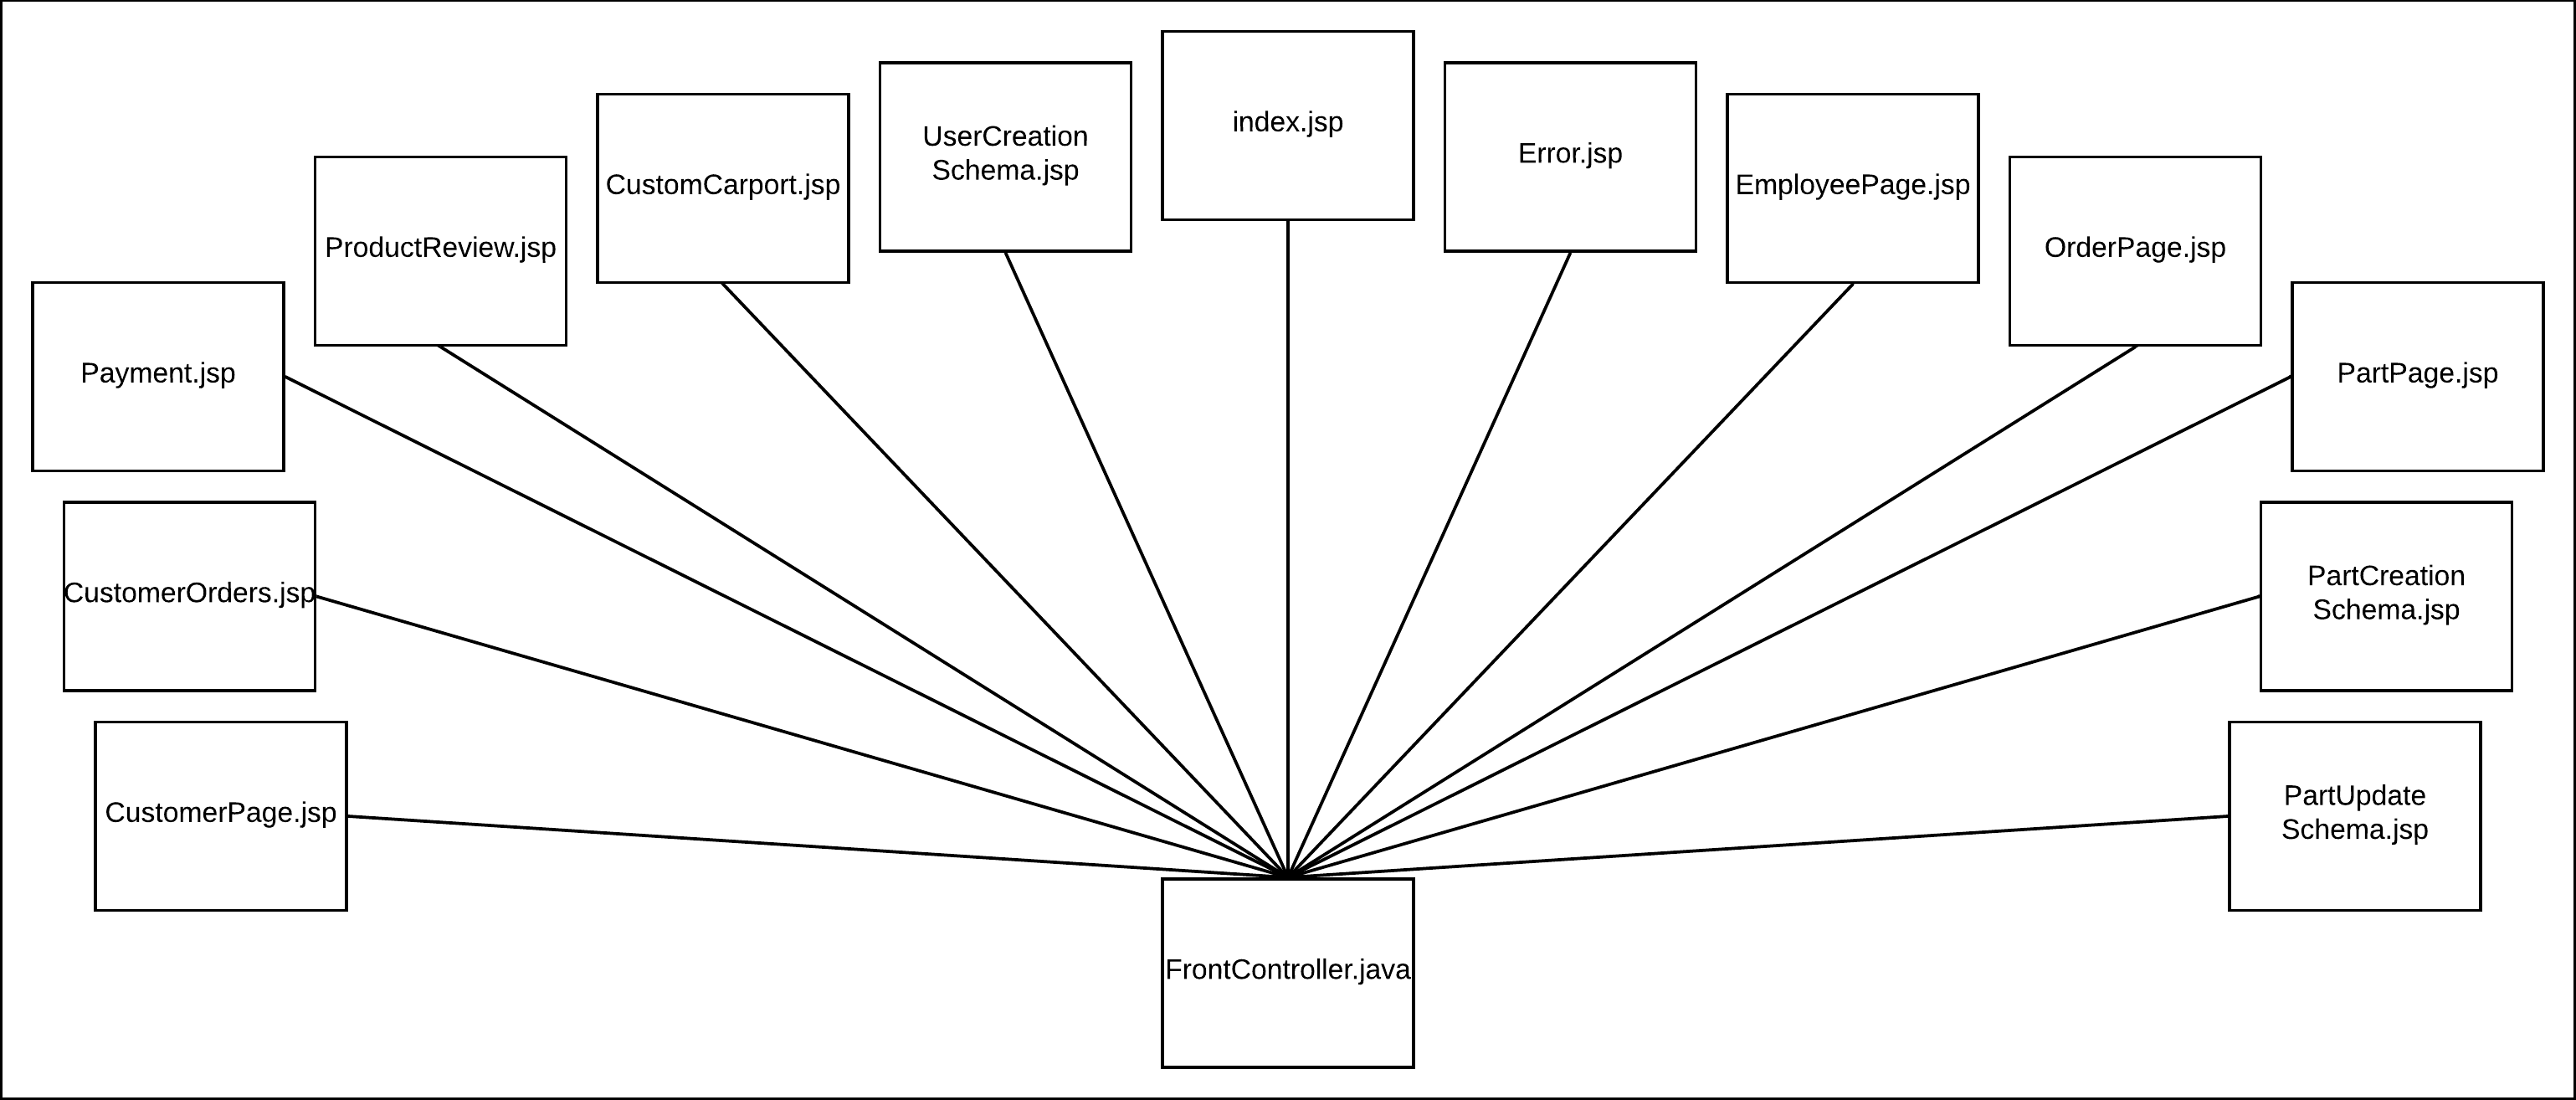 index.jsp
UserCreation
Schema.jsp
Error.jsp
CustomCarport.jsp
EmployeePage.jsp
ProductReview.jsp
OrderPage.jsp
Payment.jsp
PartPage.jsp
CustomerOrders.jsp
PartCreation
Schema.jsp
CustomerPage.jsp
PartUpdate
Schema.jsp
FrontController.java